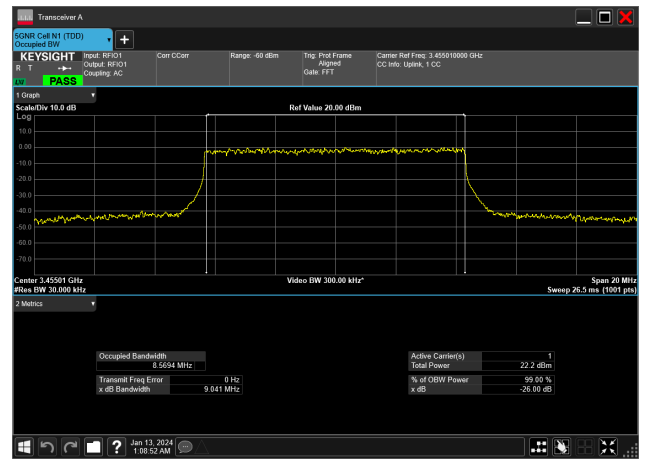 Transceiver A
5GNR Cell N1 (TDD)
Occupied BW
+
KEYSIGHT
R T
LW
PASS
Input: RFIO1
Output: RFIO1
Coupling: AC
Corr CCorr
Range: -60 dBm
Trig: Prot Frame
Aligned
Gate: FFT
Carrier Ref Freq: 3.455010000 GHz
CC Info: Uplink, 1 CC
1 Graph
Scale/Div 10.0 dB
Ref Value 20.00 dBm
Log
10.0
0.00
-10.0
-20.0
-30.0
-40.0
-50.0
-60.0
-70.0
Center 3.45501 GHz
Video BW 300.00 kHz*
Span 20 MHz
#Res BW 30.000 kHz
Sweep 26.5 ms (1001 pts)
2 Metrics
Occupied Bandwidth
8.5694 MHz
Active Carrier(s) 1
Total Power 22.2 dBm
Transmit Freq Error 0 Hz
x dB Bandwidth 9.041 MHz
% of OBW Power 99.00 %
x dB -26.00 dB
?
Jan 13, 2024
1:08:52 AM